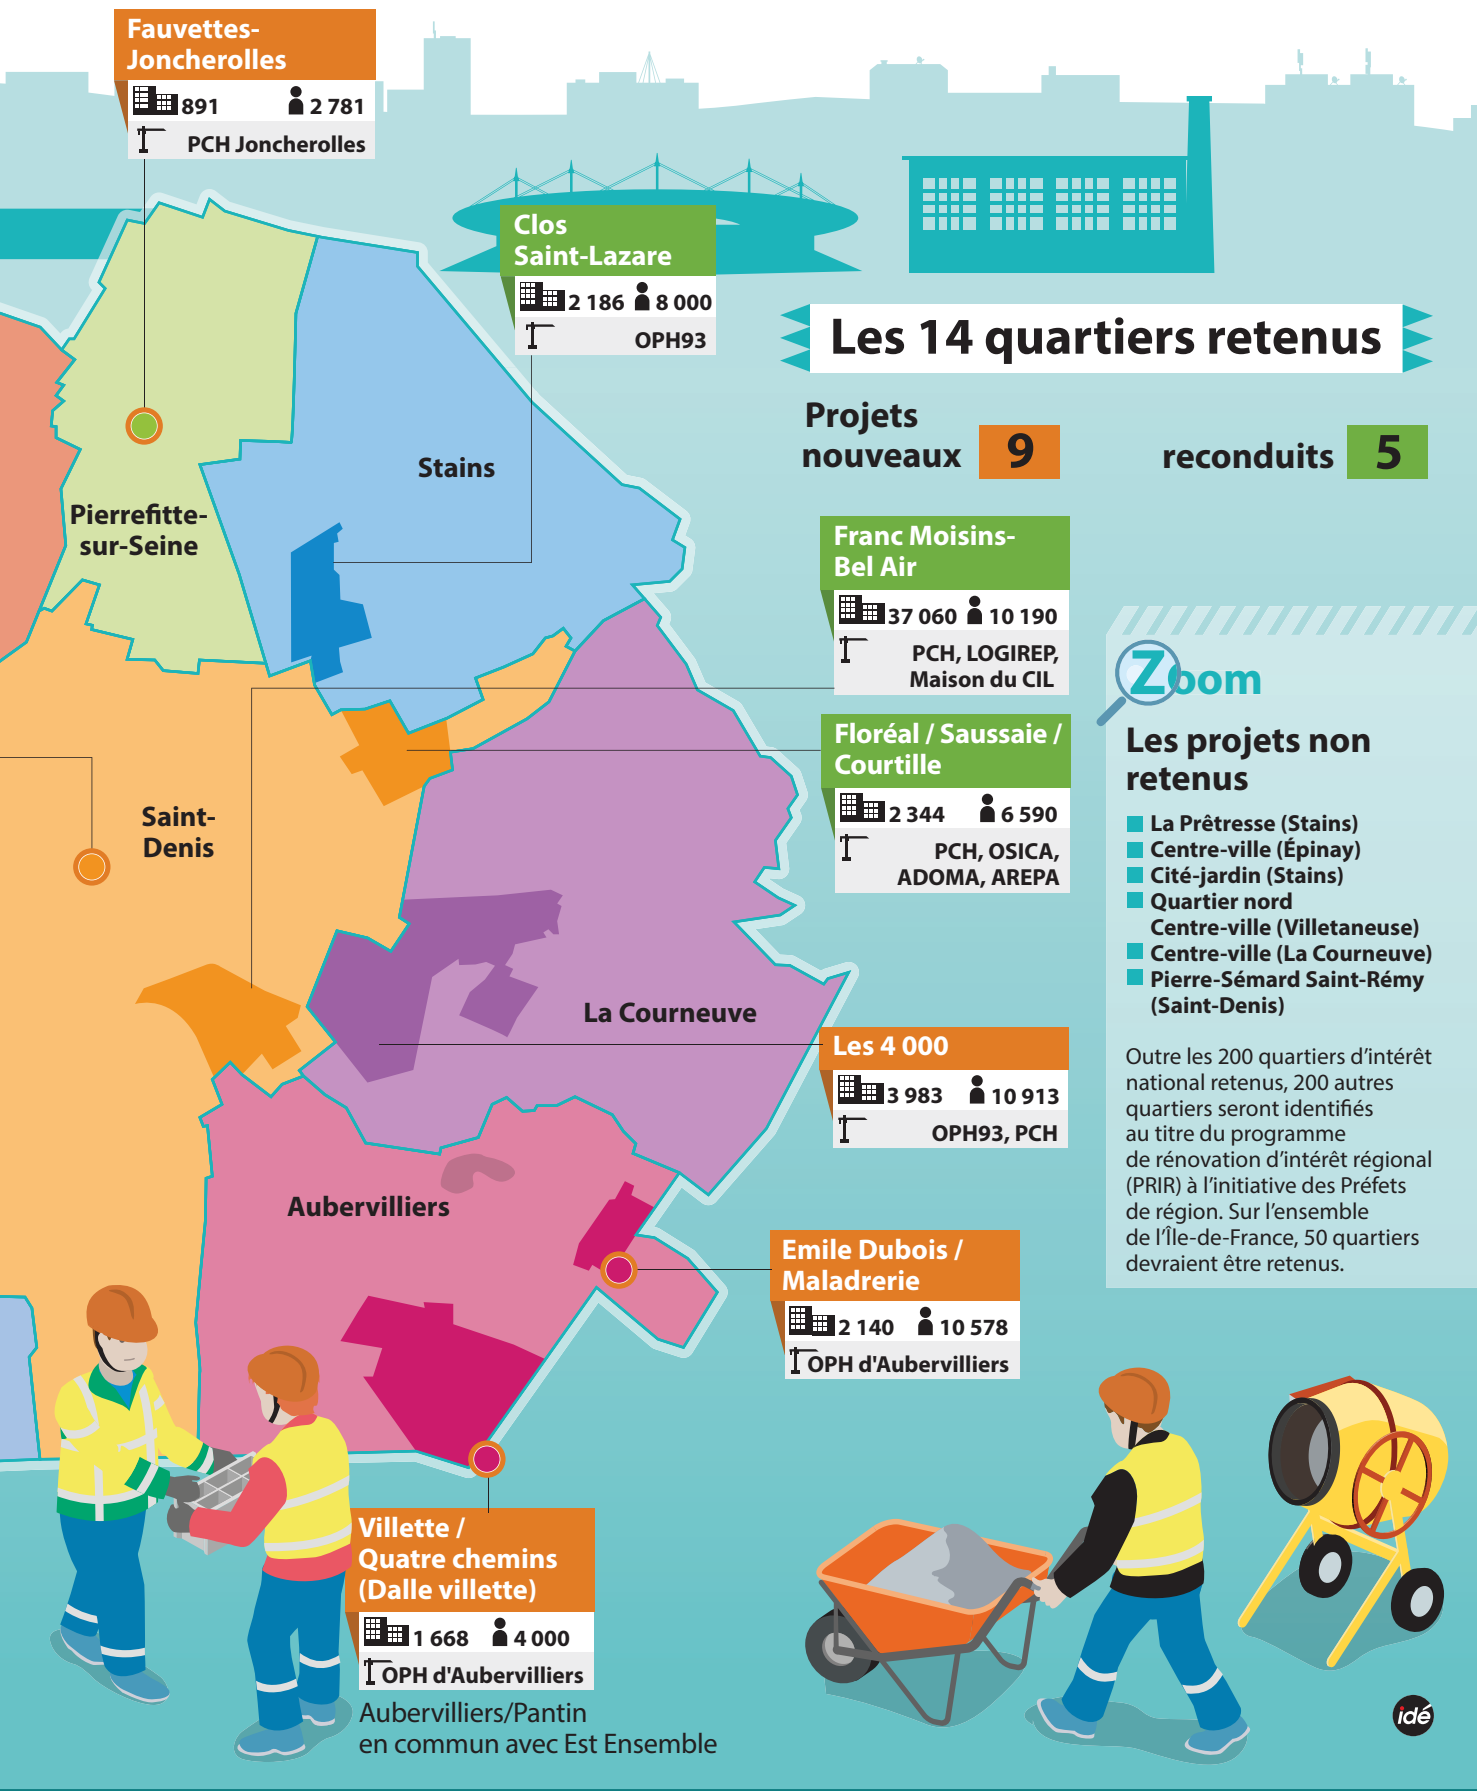 Fauvettes-
Joncherolles
891 2 781
PCH Joncherolles
Clos
Saint-Lazare
2 186 8 000
OPH93
Les 14 quartiers retenus
Projets
nouveaux 9
reconduits 5
Stains
Pierrefitte-
sur-Seine
Franc Moisins-
Bel Air
37 060 10 190
PCH, LOGIREP,
Maison du CIL
Floréal / Saussaie /
Courtille
2 344 6 590
PCH, OSICA,
ADOMA, AREPA
Saint-
Denis
La Courneuve
Les 4 000
3 983 10 913
OPH93, PCH
Aubervilliers
Emile Dubois /
Maladrerie
2 140 10 578
OPH d'Aubervilliers
Villette /
Quatre chemins
(Dalle villette)
1 668 4 000
OPH d'Aubervilliers
Aubervilliers/Pantin
en commun avec Est Ensemble
Zoom
Les projets non
retenus
La Prêtresse (Stains)
Centre-ville (Épinay)
Cité-jardin (Stains)
Quartier nord
Centre-ville (Villetaneuse)
Centre-ville (La Courneuve)
Pierre-Sémard Saint-Rémy
(Saint-Denis)
Outre les 200 quartiers d’intérêt
national retenus, 200 autres
quartiers seront identifiés
au titre du programme
de rénovation d’intérêt régional
(PRIR) à l’initiative des Préfets
de région. Sur l’ensemble
de l’Île-de-France, 50 quartiers
devraient être retenus.
idé